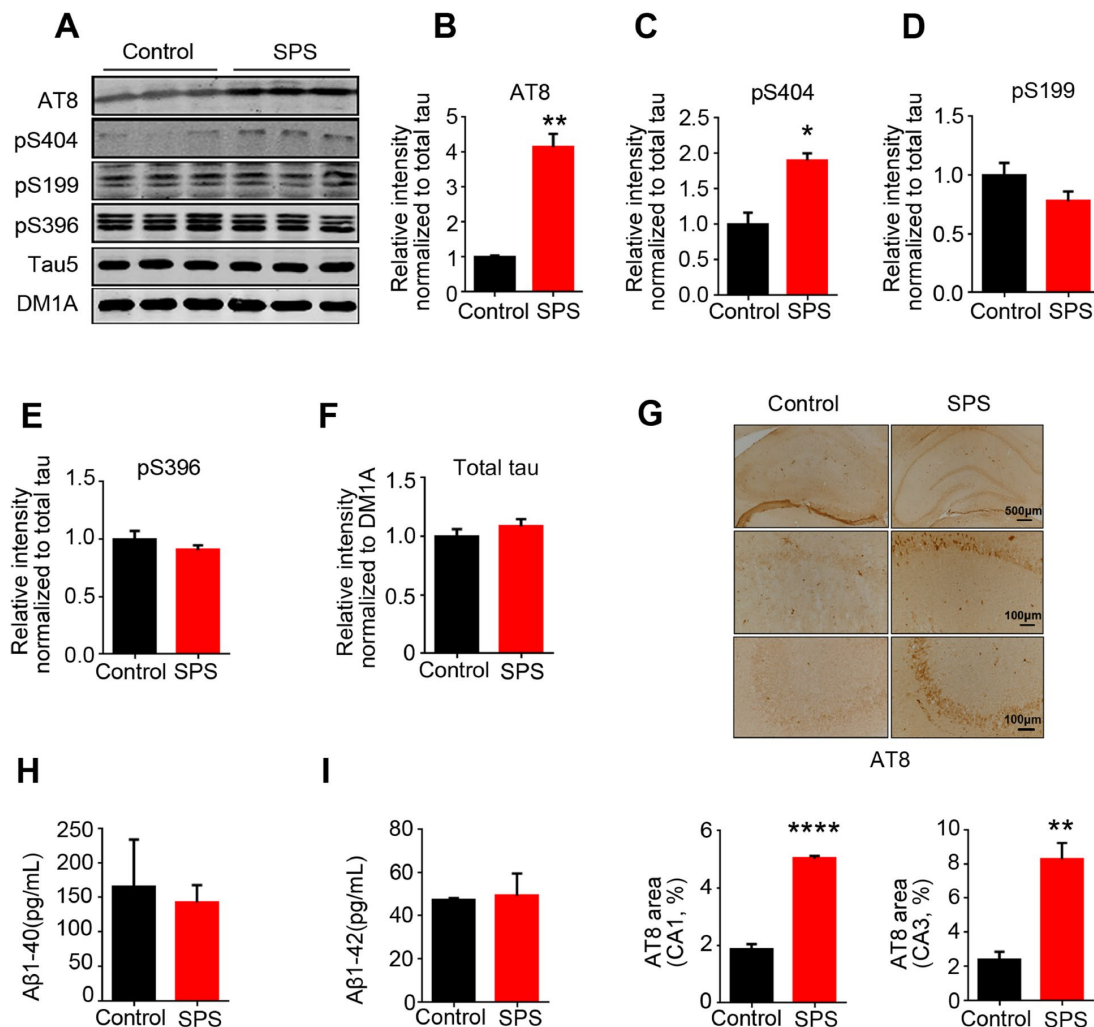 A
Control SPS
AT8
pS404
pS199
pS396
Tau5
DM1A
B
AT8
Relative intensity
normalized to total tau
5
4
3
2
1
0
**
Control SPS
C
pS404
Relative intensity
normalized to total tau
2.5
2.0
1.5
1.0
0.5
0.0
*
Control SPS
D
pS199
Relative intensity
normalized to total tau
1.5
1.0
0.5
0.0
Control SPS
E
pS396
Relative intensity
normalized to total tau
1.5
1.0
0.5
0.0
Control SPS
F
Total tau
Relative intensity
normalized to DM1A
1.5
1.0
0.5
0
Control SPS
G
Control SPS
500μm
100μm
100μm
AT8
H
Aβ1-40(pg/mL)
250
200
150
100
50
0
Control SPS
I
Aβ1-42(pg/mL)
80
60
40
20
0
Control SPS
AT8 area
(CA1, %)
6
4
2
0
****
Control SPS
AT8 area
(CA3, %)
10
8
6
4
2
0
**
Control SPS